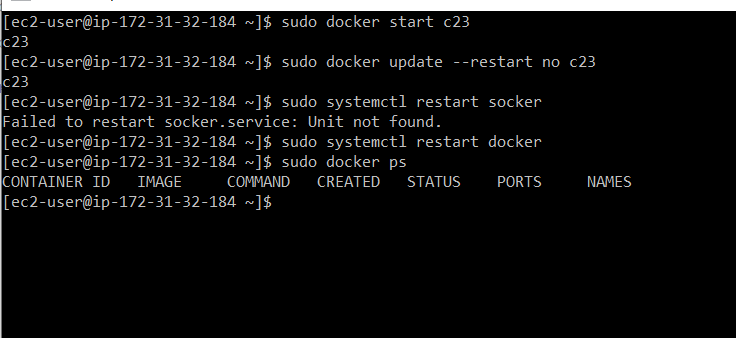 [ec2-user@ip-172-31-32-184 ~]$ sudo docker start c23
c23
[ec2-user@ip-172-31-32-184 ~]$ sudo docker update --restart no c23
c23
[ec2-user@ip-172-31-32-184 ~]$ sudo systemctl restart socker
Failed to restart socker.service: Unit not found.
[ec2-user@ip-172-31-32-184 ~]$ sudo systemctl restart docker
[ec2-user@ip-172-31-32-184 ~]$ sudo docker ps
CONTAINER ID   IMAGE     COMMAND   CREATED   STATUS    PORTS     NAMES
[ec2-user@ip-172-31-32-184 ~]$